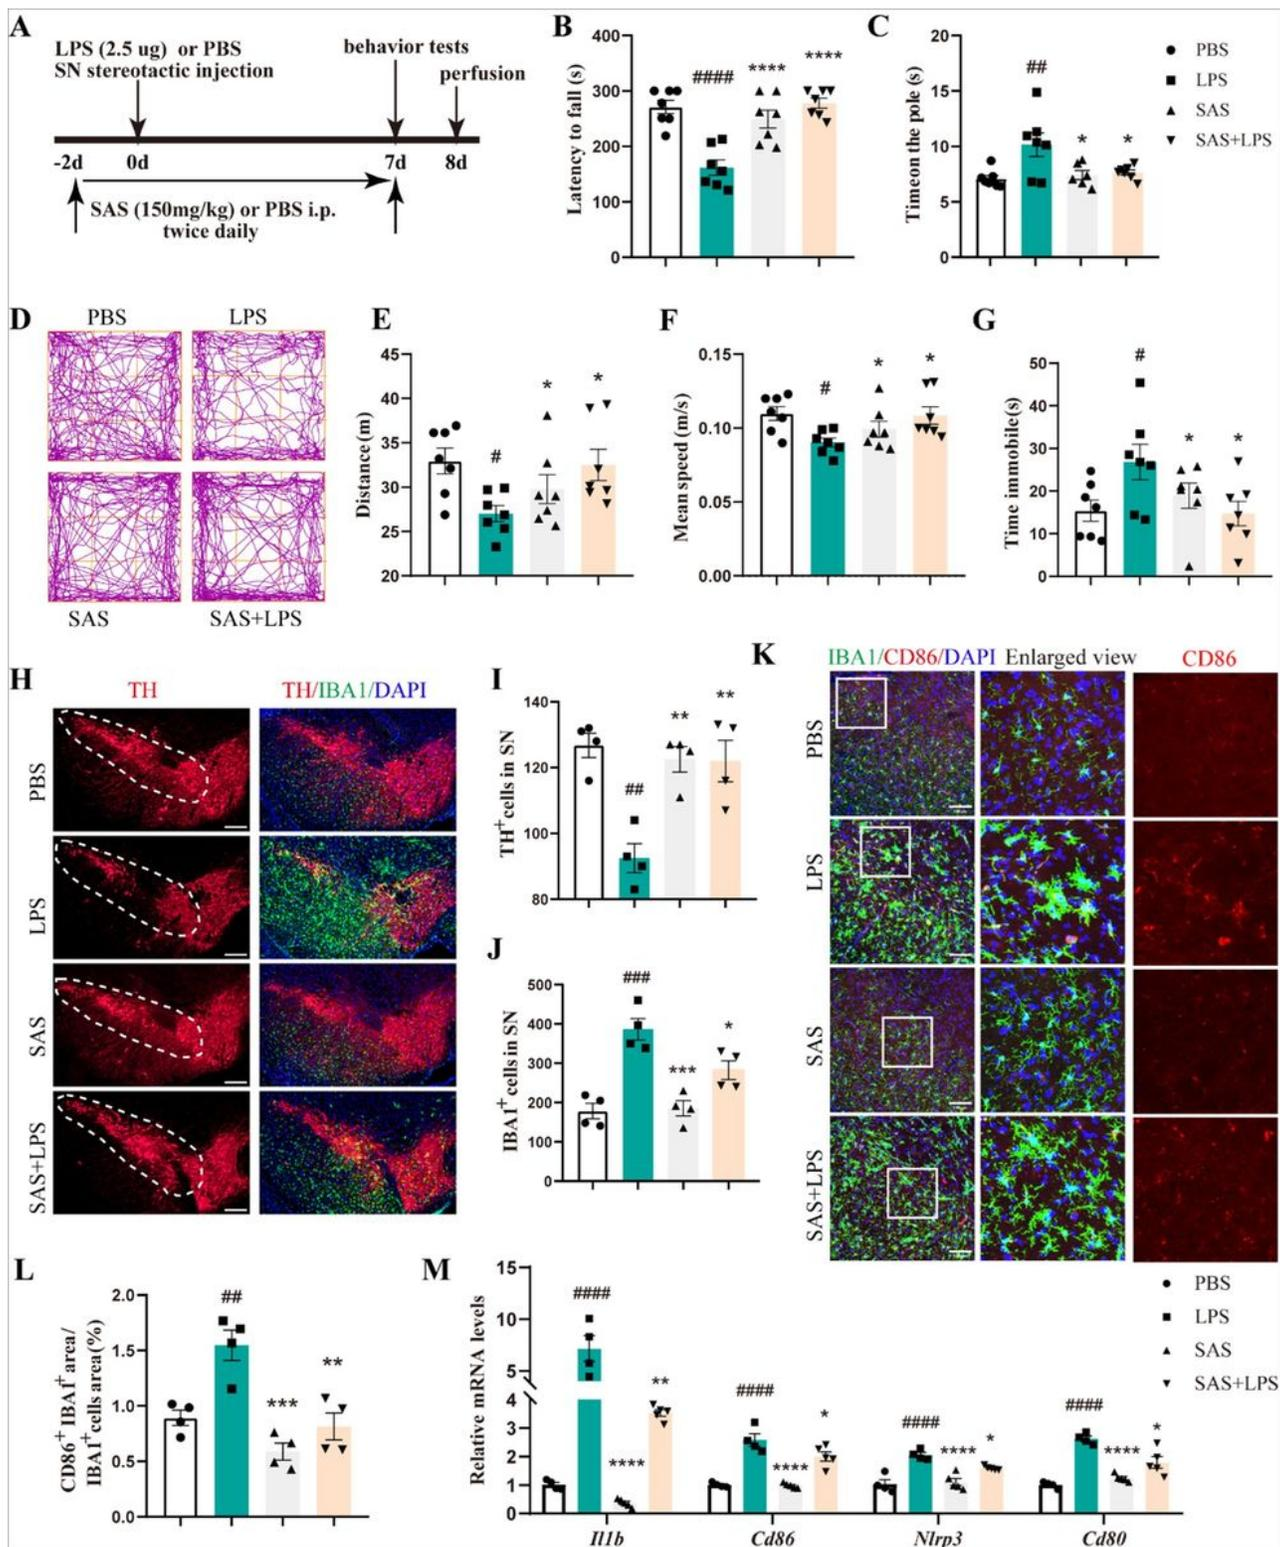 A
LPS (2.5 ug) or PBS
SN stereotactic injection
behavior tests
perfusion
-2d
0d
7d
8d
SAS (150mg/kg) or PBS i.p.
twice daily
B
Latency to fall (s)
400
300
200
100
0
####
****
****
C
Timeon the pole (s)
20
15
10
5
0
##
*
*
PBS
LPS
SAS
SAS+LPS
D
PBS
LPS
SAS
SAS+LPS
E
Distance (m)
45
40
35
30
25
20
#
*
*
F
Mean speed (m/s)
0.15
0.10
0.05
0.00
#
*
*
G
Time immobile(s)
50
40
30
20
10
0
#
*
*
H
TH
TH/IBA1/DAPI
PBS
LPS
SAS
SAS+LPS
I
TH+ cells in SN
140
120
100
80
##
**
**
J
IBA1+ cells in SN
500
400
300
200
100
0
###
***
*
K
IBA1/CD86/DAPI
Enlarged view
CD86
PBS
LPS
SAS
SAS+LPS
L
CD86+ IBA1+ area/
IBA1+ cells area(%)
2.0
1.5
1.0
0.5
0.0
##
***
**
M
Relative mRNA levels
15
10
5
4
3
2
1
0
####
****
**
####
****
*
####
****
*
####
****
*
Il1b
Cd86
Nlrp3
Cd80
PBS
LPS
SAS
SAS+LPS